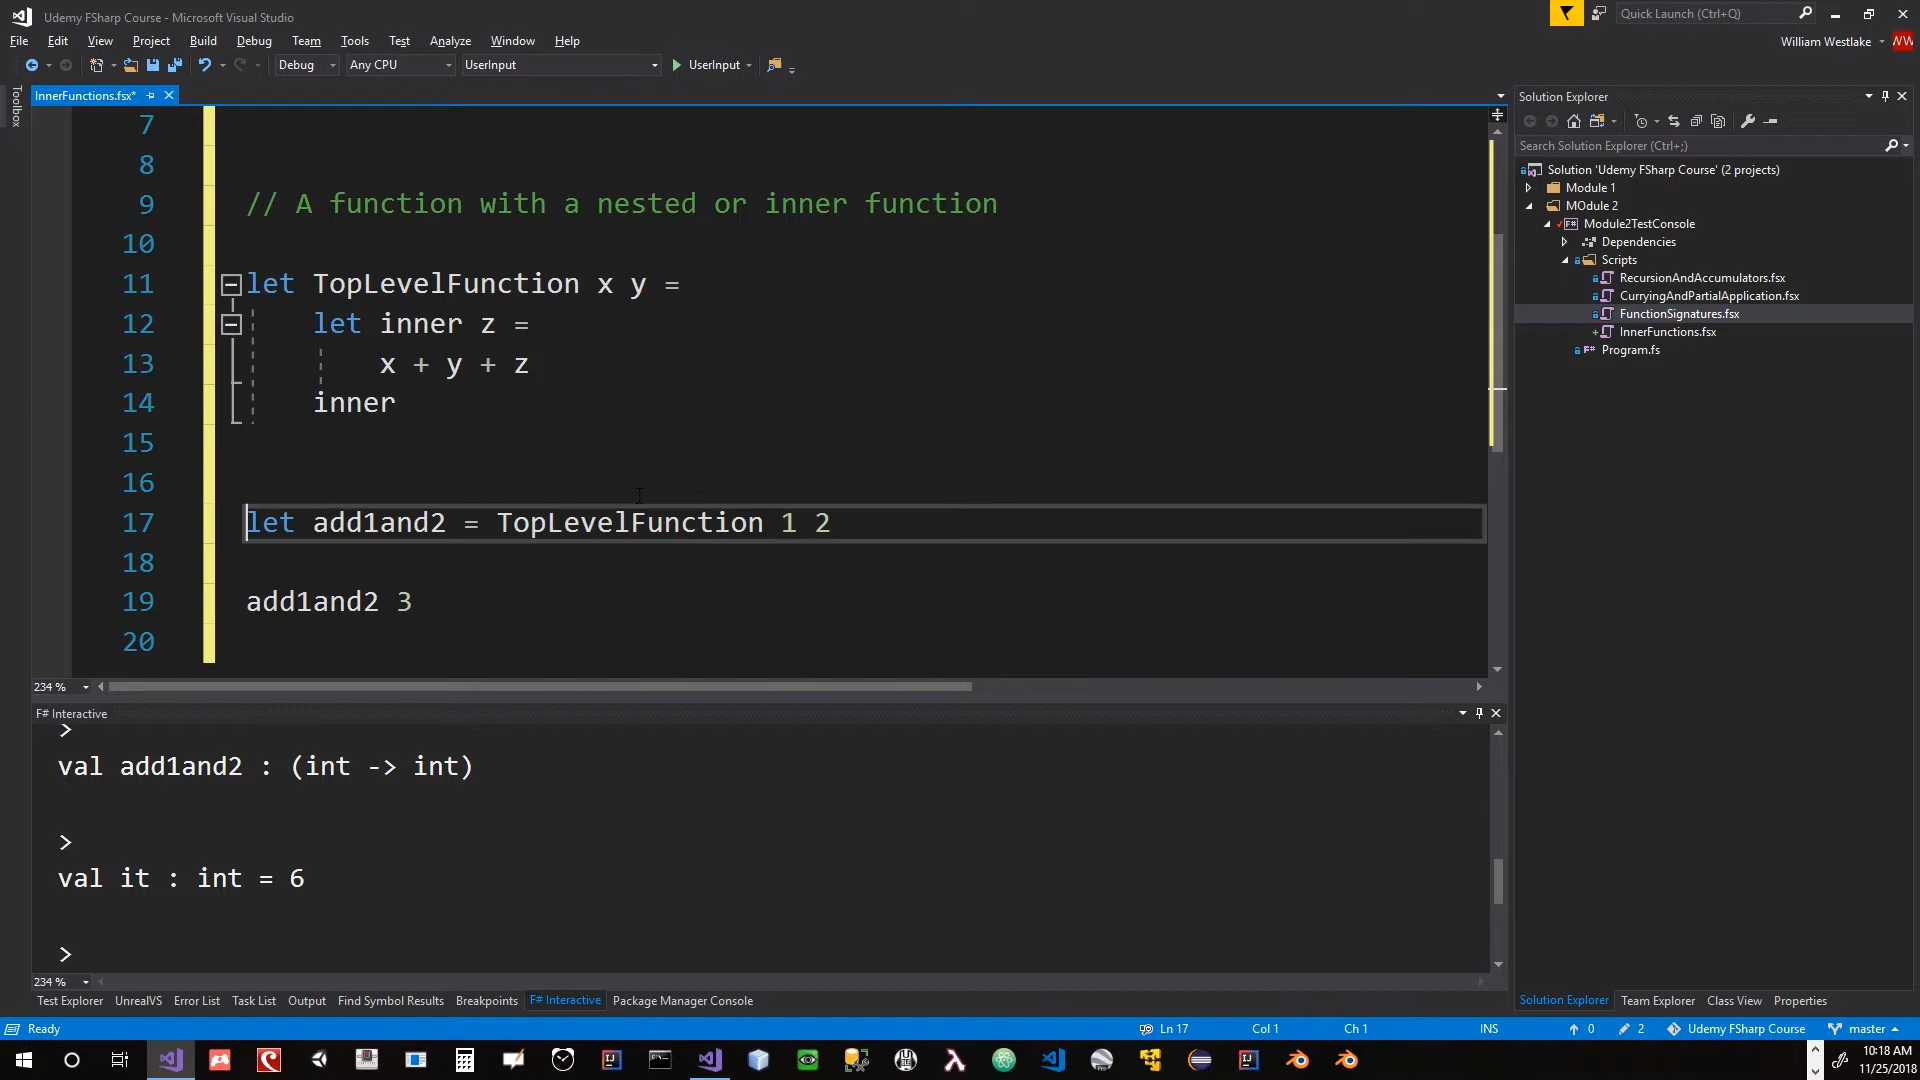 Udemy FSharp Course - Microsoft Visual Studio
Quick Launch (Ctrl+Q)
File Edit View Project Build Debug Team Tools Test Analyze Window Help
William Westlake WW
Debug Any CPU UserInput UserInput
Toolbox
InnerFunctions.fsx*
7
8
9 // A function with a nested or inner function
10
11 let TopLevelFunction x y =
12 let inner z =
13 x + y + z
14 inner
15
16
17 let add1and2 = TopLevelFunction 1 2
18
19 add1and2 3
20
234 %
F# Interactive
>
val add1and2 : (int -> int)
>
val it : int = 6
>
234 %
Test Explorer UnrealVS Error List Task List Output Find Symbol Results Breakpoints F# Interactive Package Manager Console
Solution Explorer
Search Solution Explorer (Ctrl+;)
Solution 'Udemy FSharp Course' (2 projects)
Module 1
MOdule 2
F# Module2TestConsole
Dependencies
Scripts
RecursionAndAccumulators.fsx
CurryingAndPartialApplication.fsx
FunctionSignatures.fsx
InnerFunctions.fsx
F# Program.fs
Solution Explorer Team Explorer Class View Properties
Ready Ln 17 Col 1 Ch 1 INS 0 2 Udemy FSharp Course master
10:18 AM
11/25/2018